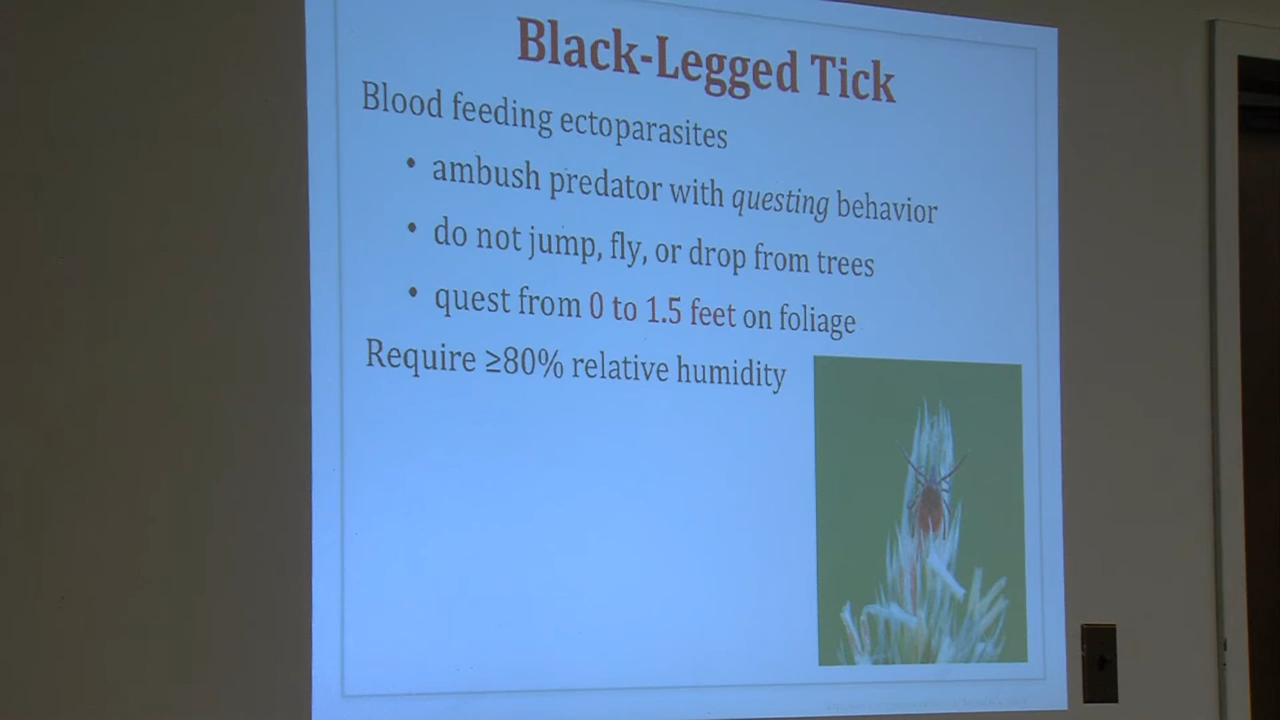 Black-Legged Tick
Blood feeding ectoparasites
• ambush predator with questing behavior
• do not jump, fly, or drop from trees
• quest from 0 to 1.5 feet on foliage
Require ≥80% relative humidity